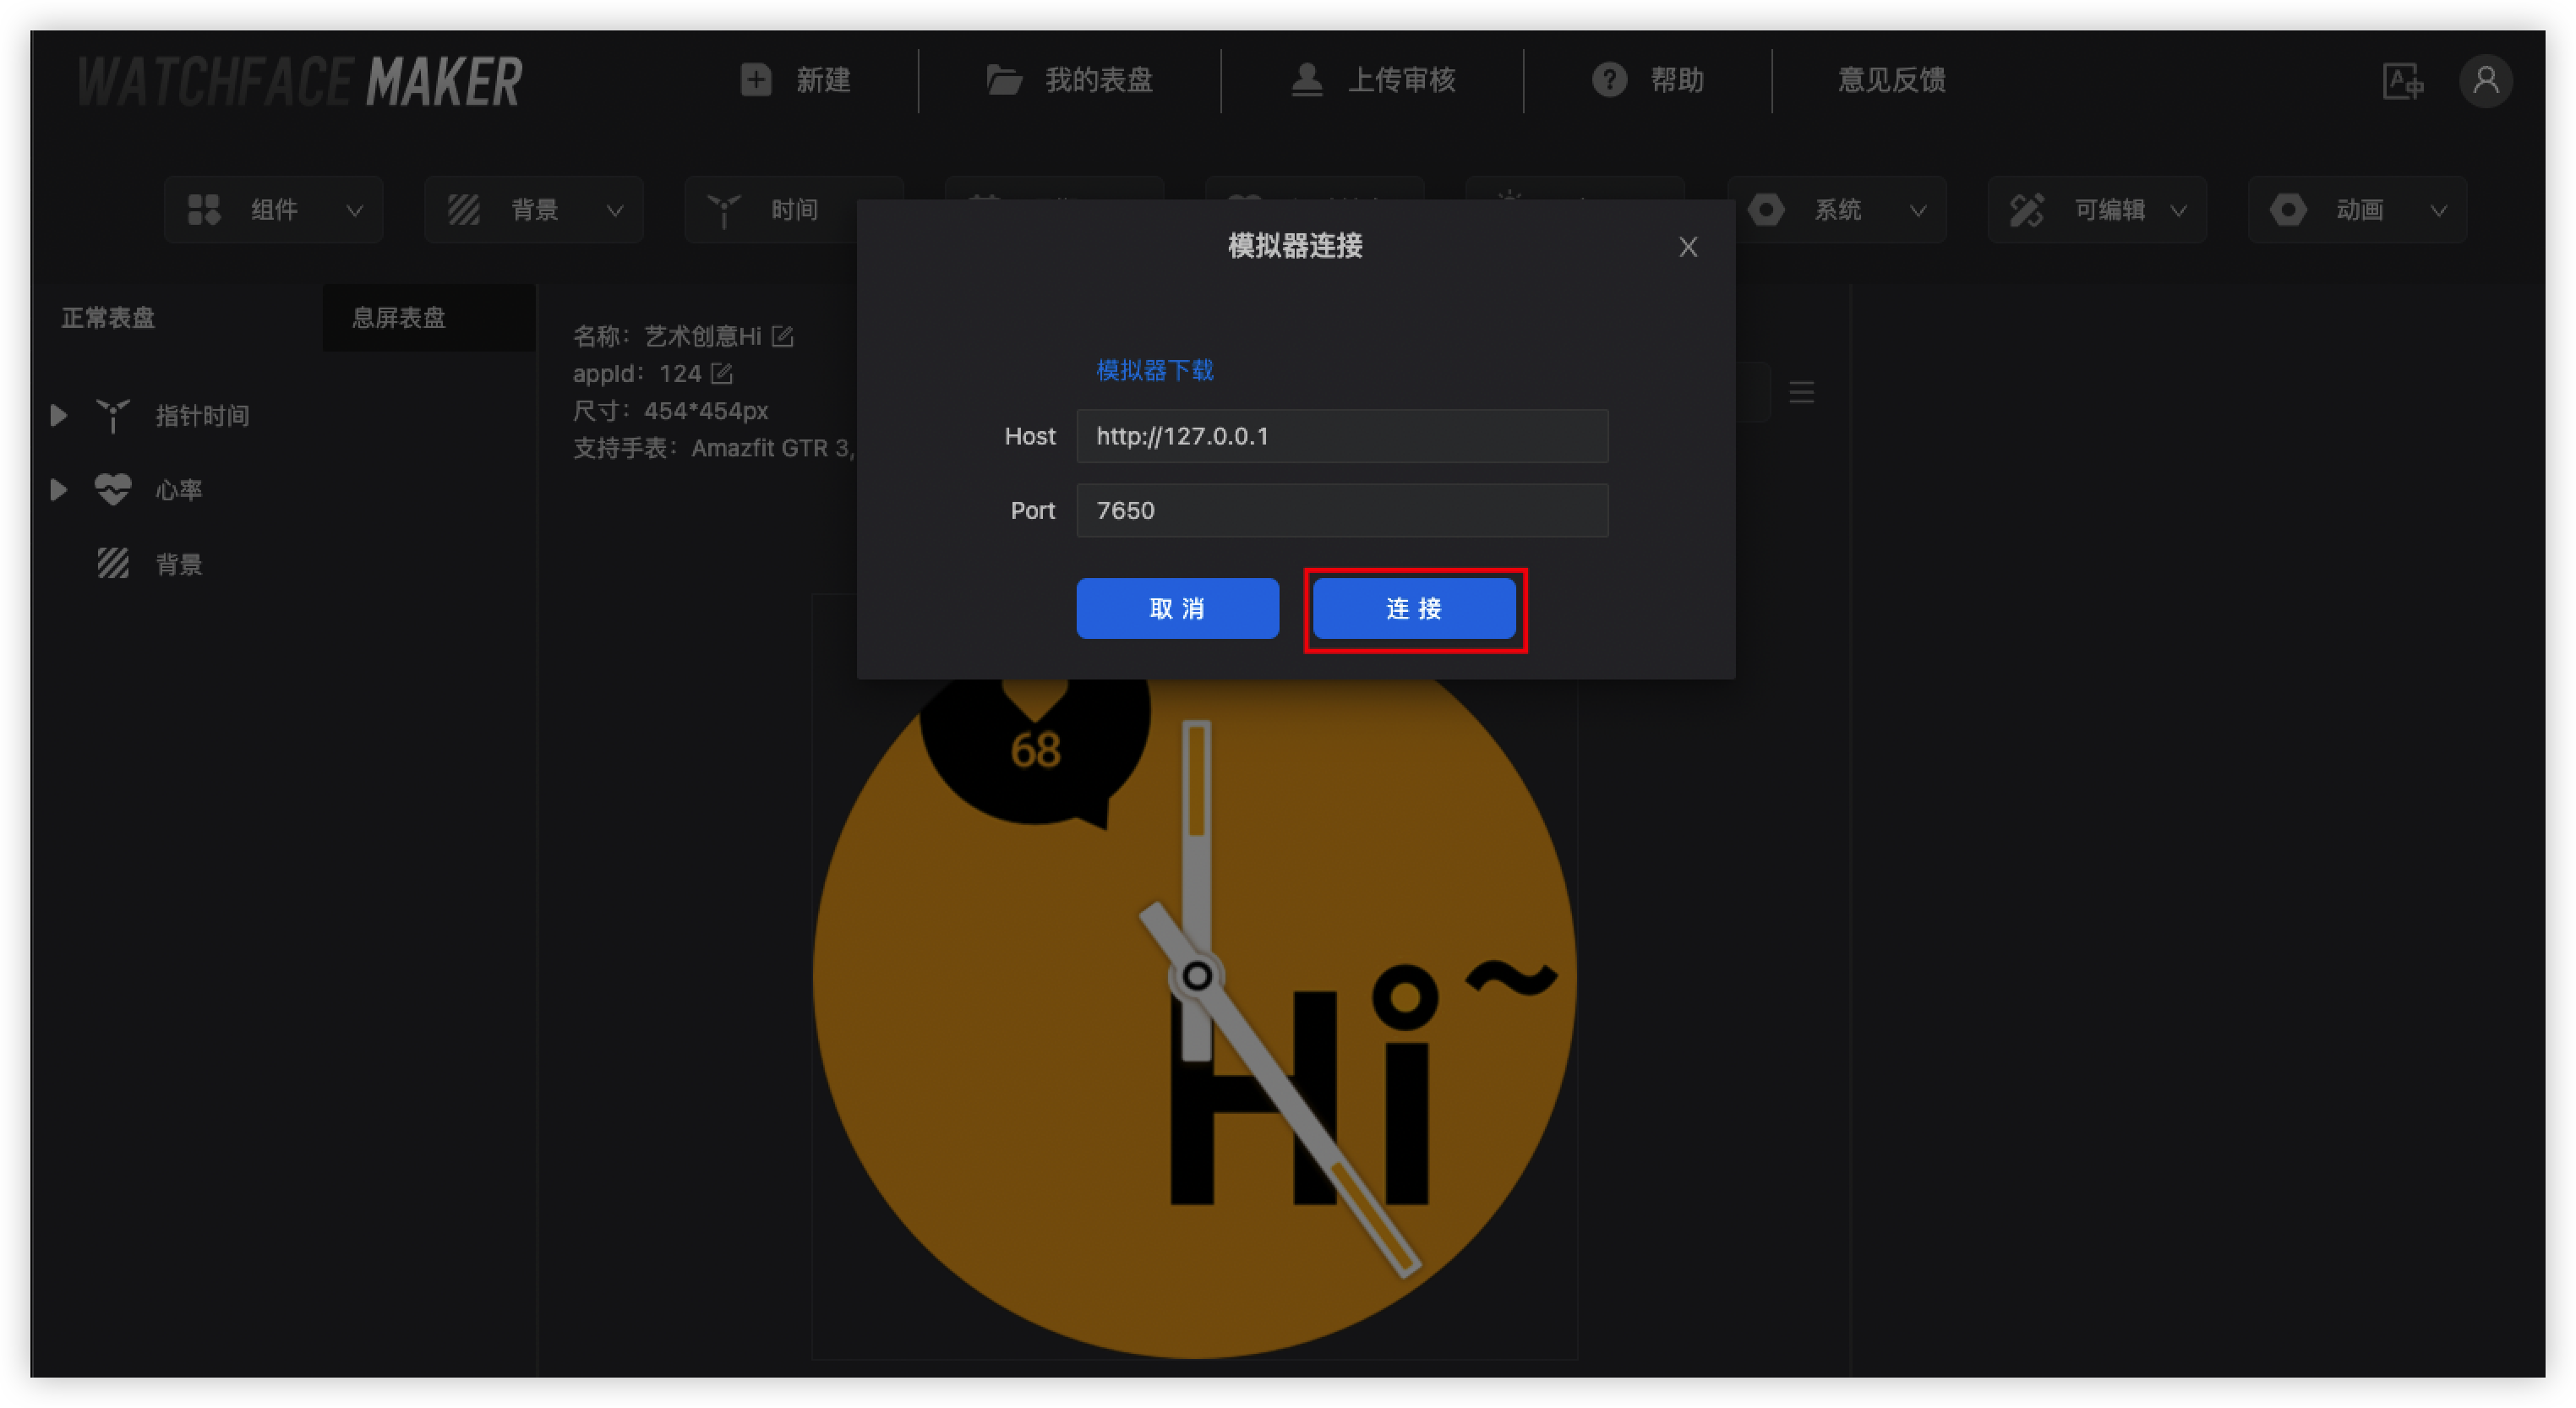 WATCHFACE MAKER
新建
我的表盘
上传审核
帮助
意见反馈
组件
背景
时间
系统
可编辑
动画
模拟器连接
X
正常表盘
息屏表盘
名称：艺术创意Hi
appId：124
尺寸：454*454px
支持手表：Amazfit GTR 3,
指针时间
心率
背景
模拟器下载
Host
http://127.0.0.1
Port
7650
取 消
连 接
68
Hi~